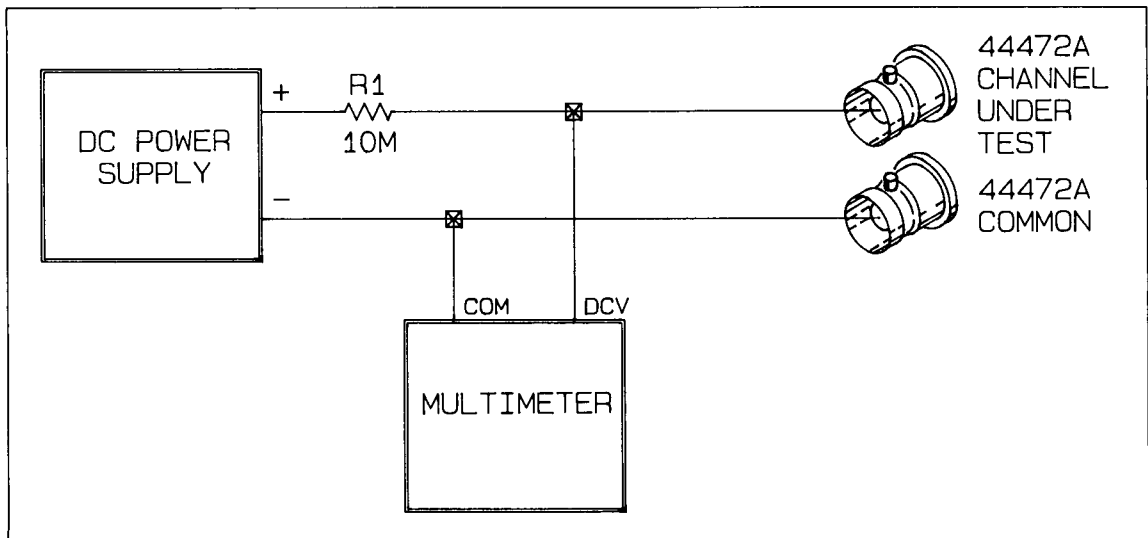 DC POWER
SUPPLY
+
R1
10M
−
44472A
CHANNEL
UNDER
TEST
44472A
COMMON
COM
DCV
MULTIMETER